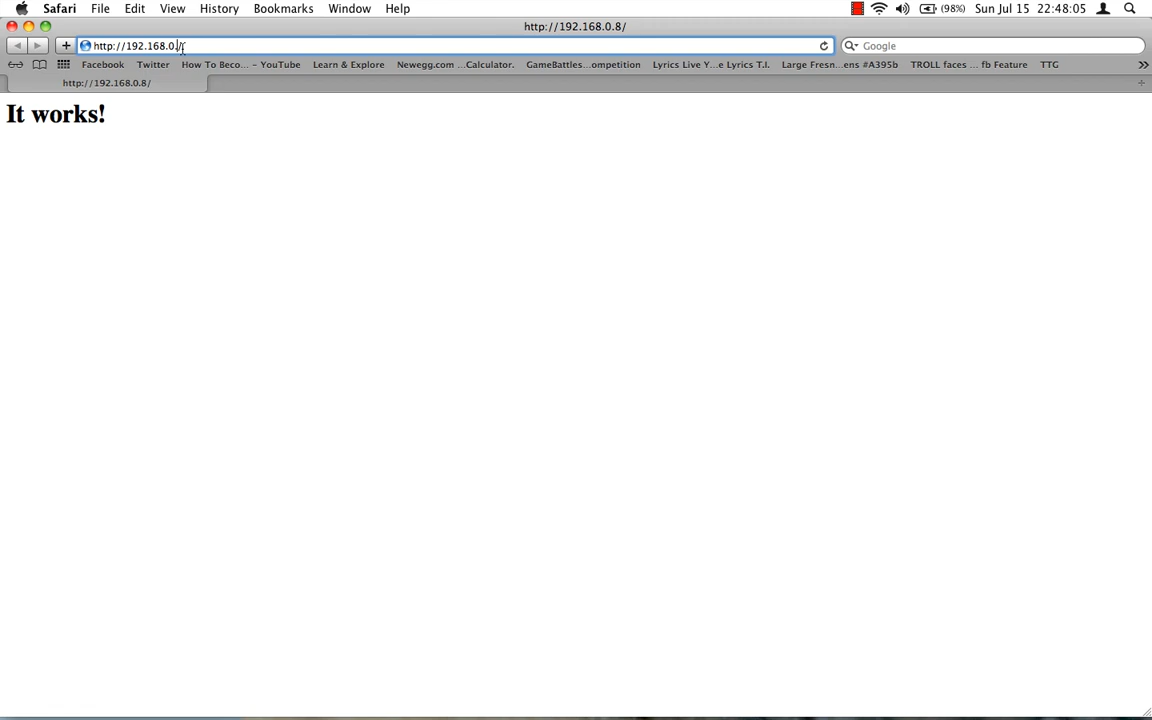 Safari File Edit View History Bookmarks Window Help (98%) Sun Jul 15 22:48:05
http://192.168.0.8/
http://192.168.0./ Google
Facebook Twitter How To Beco... – YouTube Learn & Explore Newegg.com ...Calculator. GameBattles...ompetition Lyrics Live Y...e Lyrics T.I. Large Fresn...ens #A395b TROLL faces ... fb Feature TTG
http://192.168.0.8/
It works!